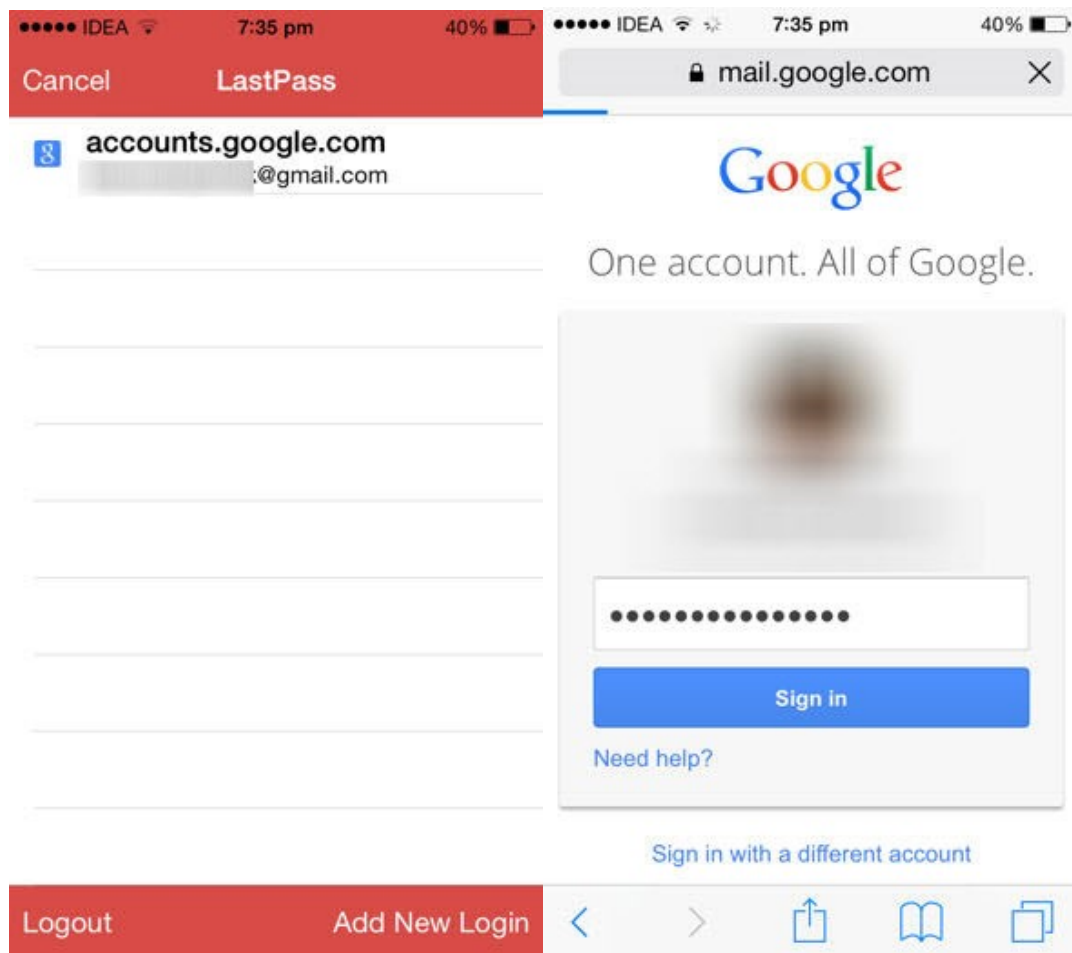 IDEA 7:35 pm 40%
Cancel LastPass
accounts.google.com
@gmail.com
Logout Add New Login
IDEA 7:35 pm 40%
mail.google.com
Google
One account. All of Google.
Sign in
Need help?
Sign in with a different account